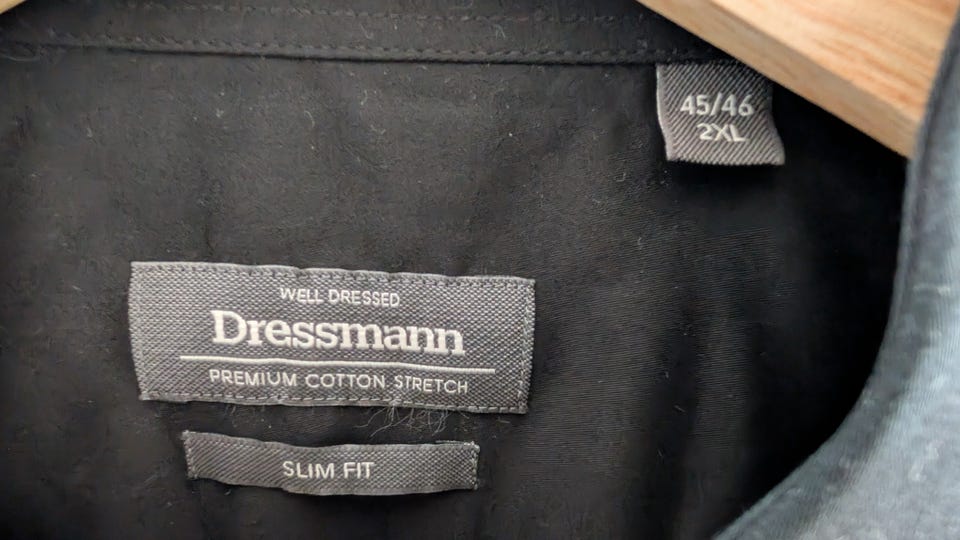 45/46
2XL
WELL DRESSED
Dressmann
PREMIUM COTTON STRETCH
SLIM FIT